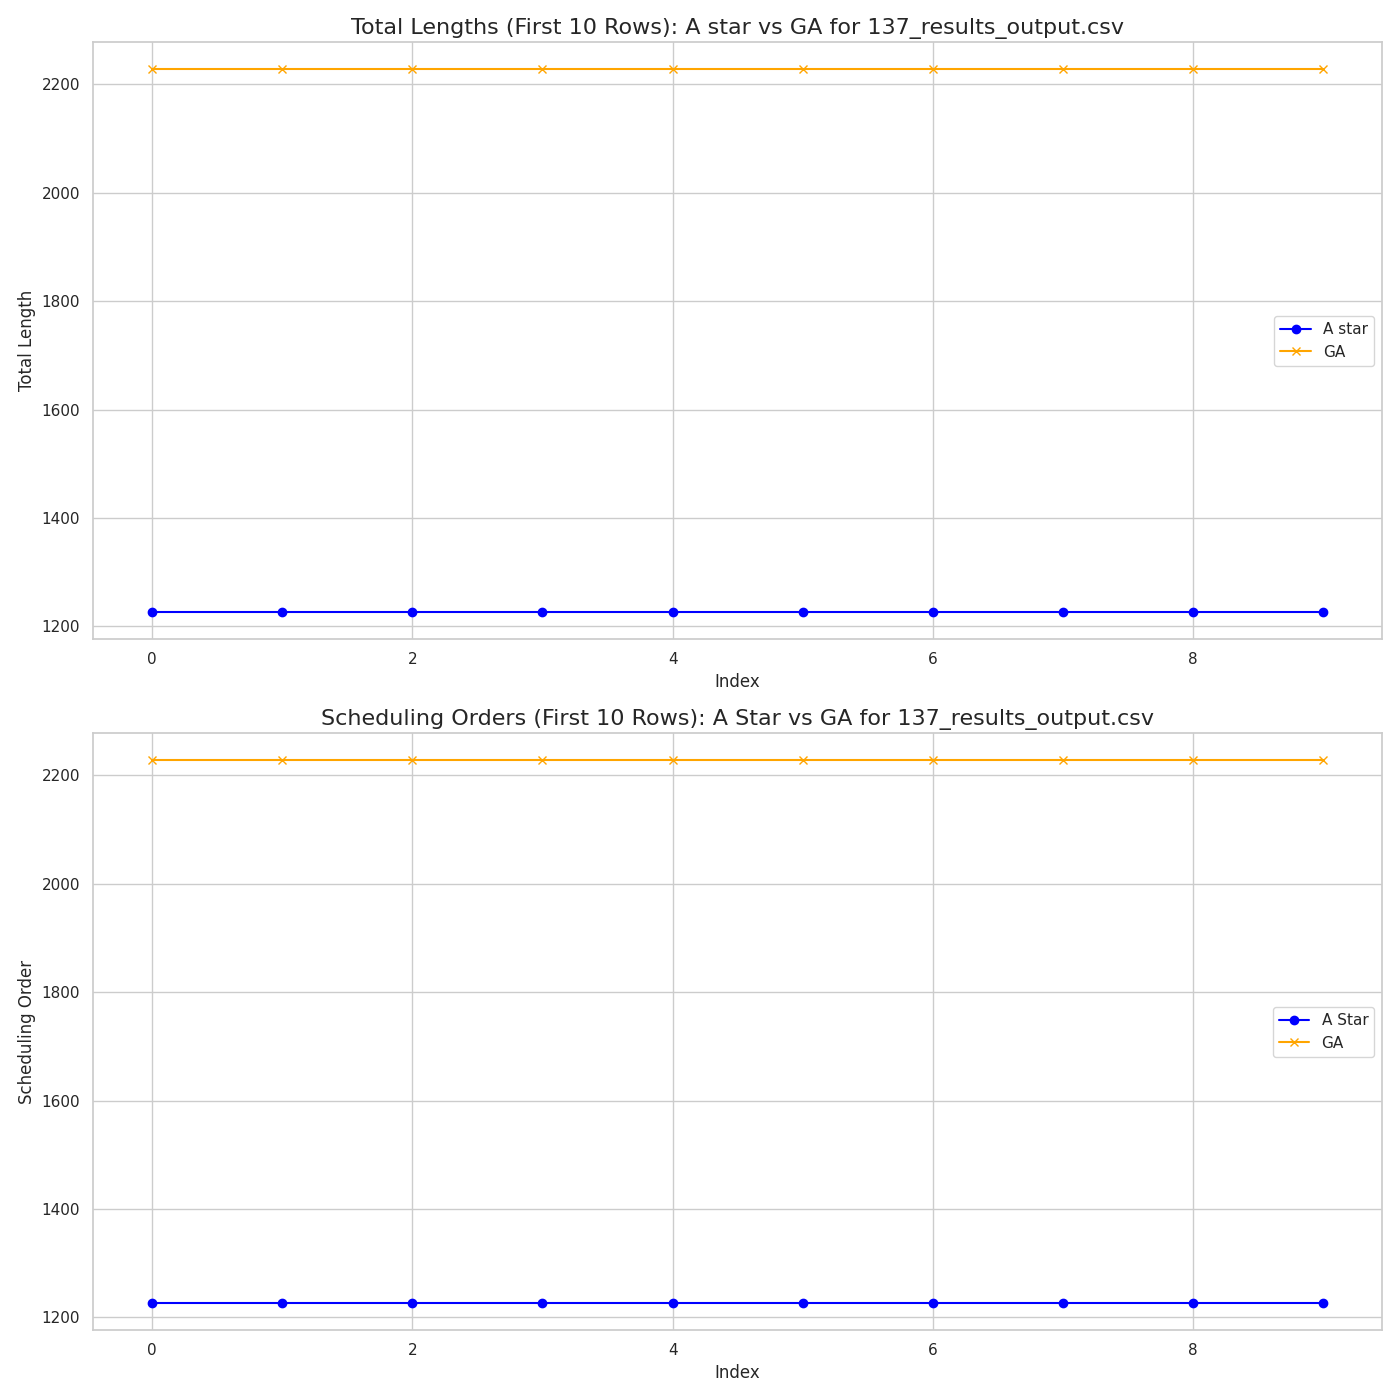 Total Lengths (First 10 Rows): A star vs GA for 137_results_output.csv
2200
2000
1800
1600
1400
1200
Total Length
A star
GA
0 2 4 6 8
Index
Scheduling Orders (First 10 Rows): A Star vs GA for 137_results_output.csv
2200
2000
1800
1600
1400
1200
Scheduling Order
A Star
GA
0 2 4 6 8
Index